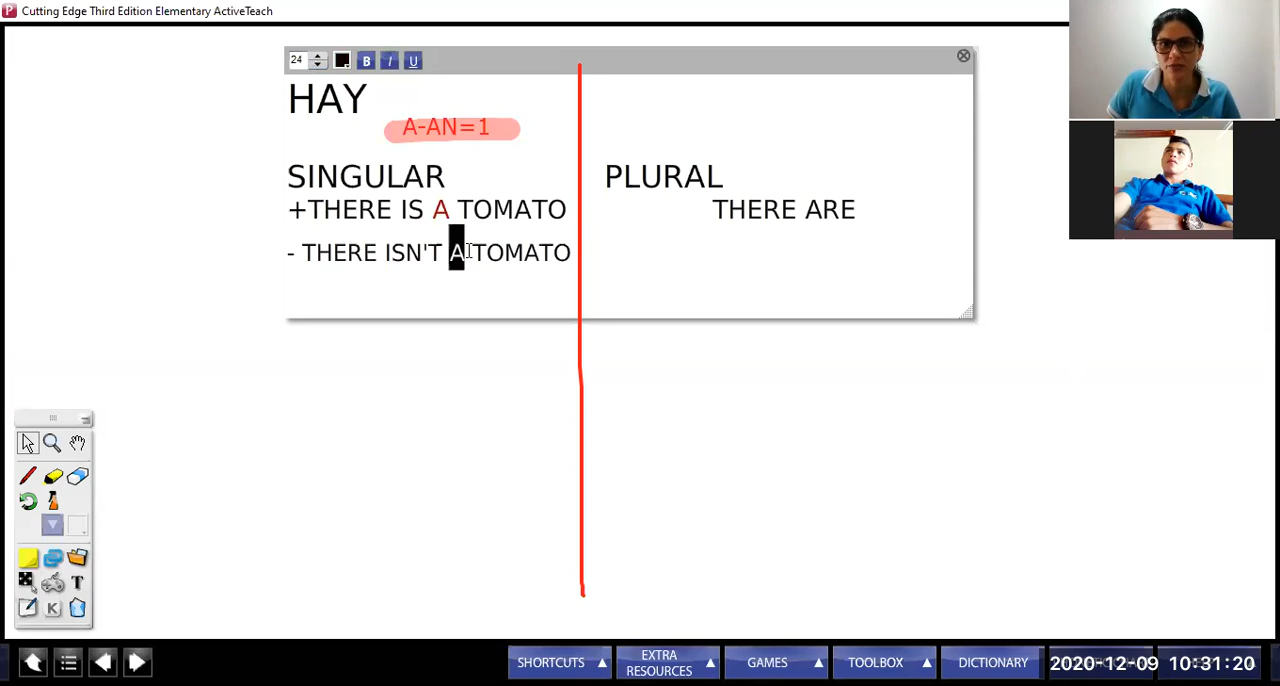 Cutting Edge Third Edition Elementary ActiveTeach
24 B I U
HAY
A-AN=1
SINGULAR
+THERE IS A TOMATO
- THERE ISN'T A TOMATO
PLURAL
THERE ARE
T
K
SHORTCUTS
EXTRA
RESOURCES
GAMES
TOOLBOX
DICTIONARY
2020-12-09 10:31:20